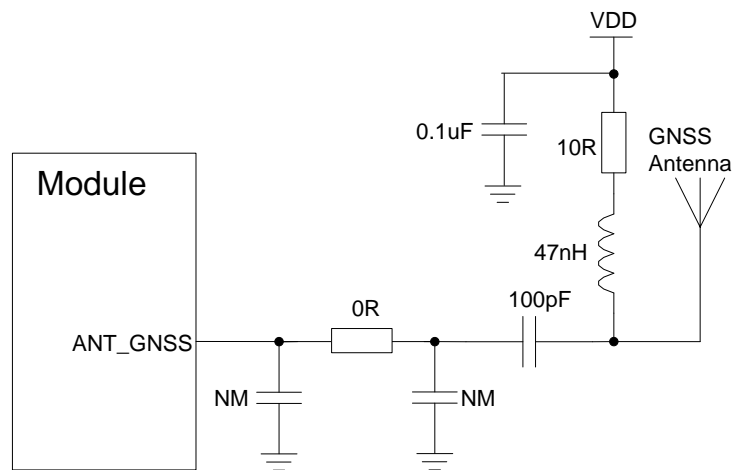 VDD
0.1uF
10R
GNSS
Antenna
Module
47nH
100pF
0R
ANT_GNSS
NM
NM